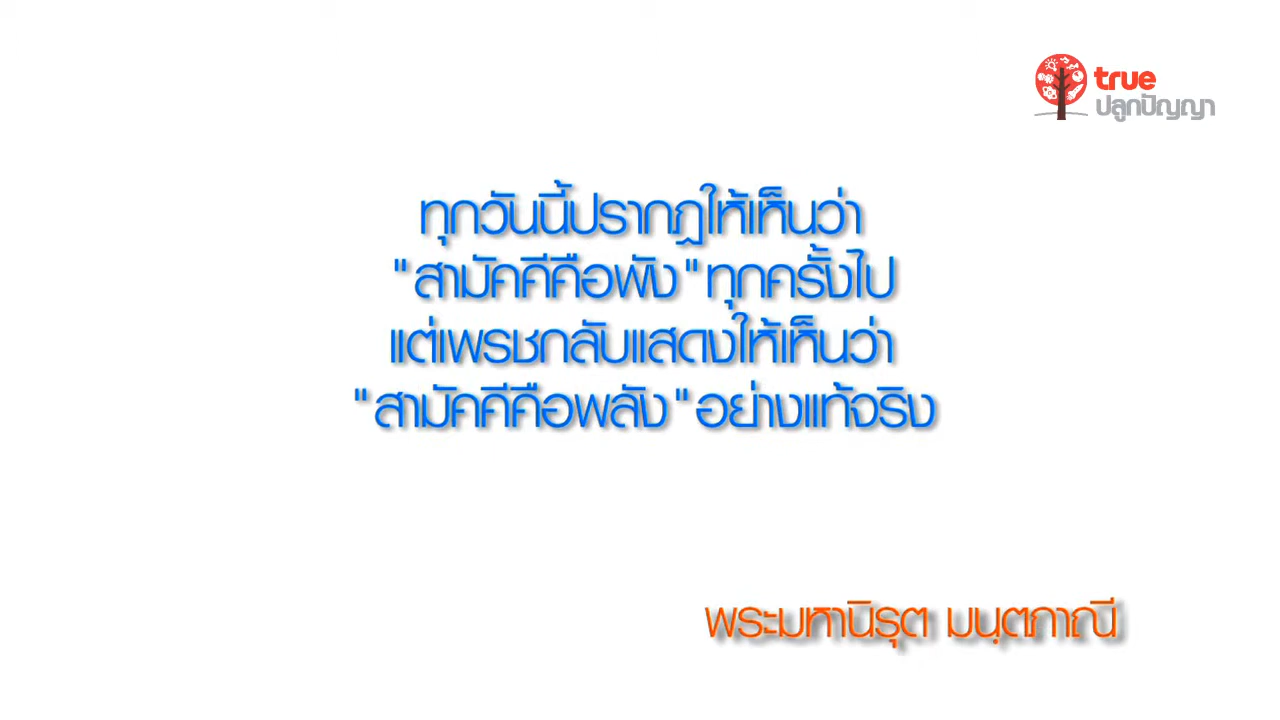 true
ปลูกปัญญา
ทุกวันนี้ปรากฏให้เห็นว่า
"สามัคคีคือพัง"ทุกครั้งไป
แต่เพรชกลับแสดงให้เห็นว่า
"สามัคคีคือพลัง"อย่างแท้จริง
พระมหานิรุต มนฺตภาณี